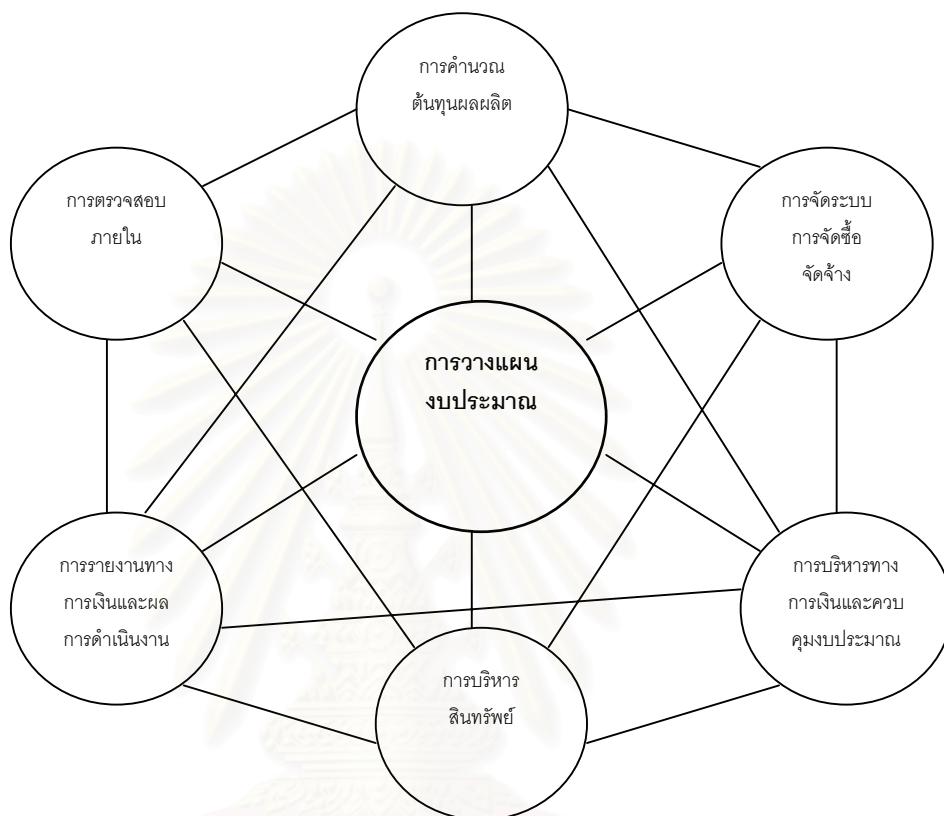 การคำนวณ
ต้นทุนผลผลิต
การตรวจสอบ
ภายใน
การจัดระบบ
การจัดซื้อ
จัดจ้าง
การวางแผน
งบประมาณ
การรายงานทาง
การเงินและผล
การดำเนินงาน
การบริหารทาง
การเงินและควบ
คุมงบประมาณ
การบริหาร
สินทรัพย์